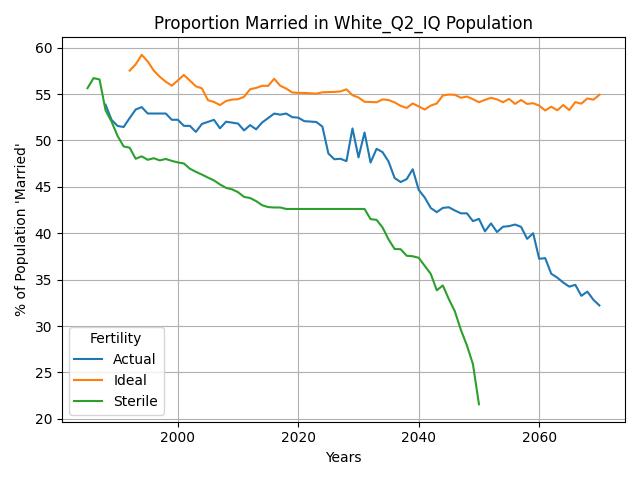 Proportion Married in White_Q2_IQ Population
% of Population 'Married'
60
55
50
45
40
35
30
25
20
Fertility
Actual
Ideal
Sterile
2000 2020 2040 2060
Years